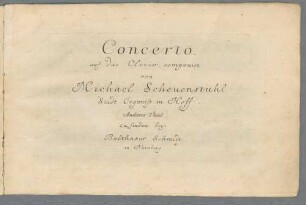 Concerto
auf das Clavier componirt
von
Michael Scheuenstuhl
Stadt Organist in Hoff.
Anderer Theil
zu finden bey
Balthasar Schmidt
in Nürnberg